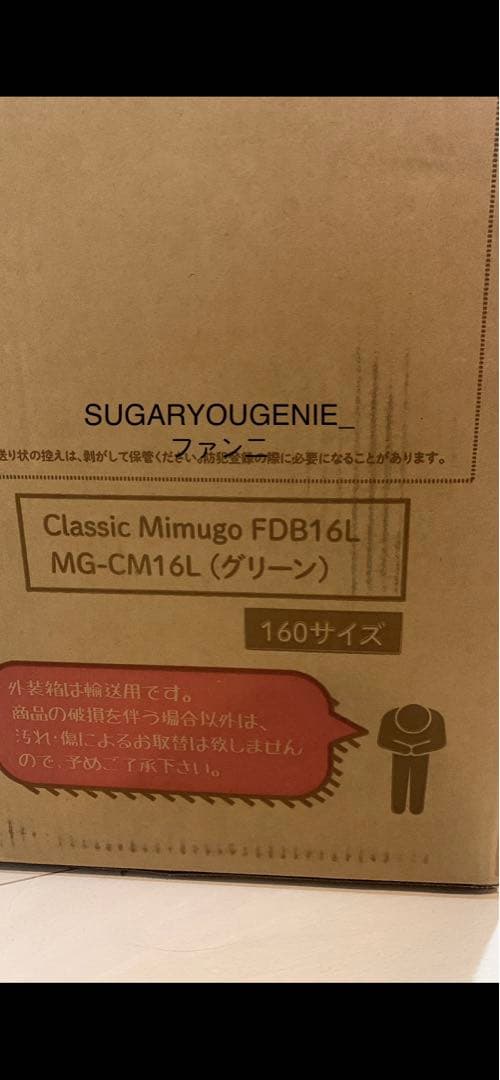 SUGARYOUGENIE_
ファンニ
送り状の控えは、剥がして保管ください。防犯登録の際に必要になることがあります。
Classic Mimugo FDB16L
MG-CM16L（グリーン）
160サイズ
外装箱は輸送用です。
商品の破損を伴う場合以外は、
汚れ・傷によるお取替は致しません
ので、予めご了承下さい。